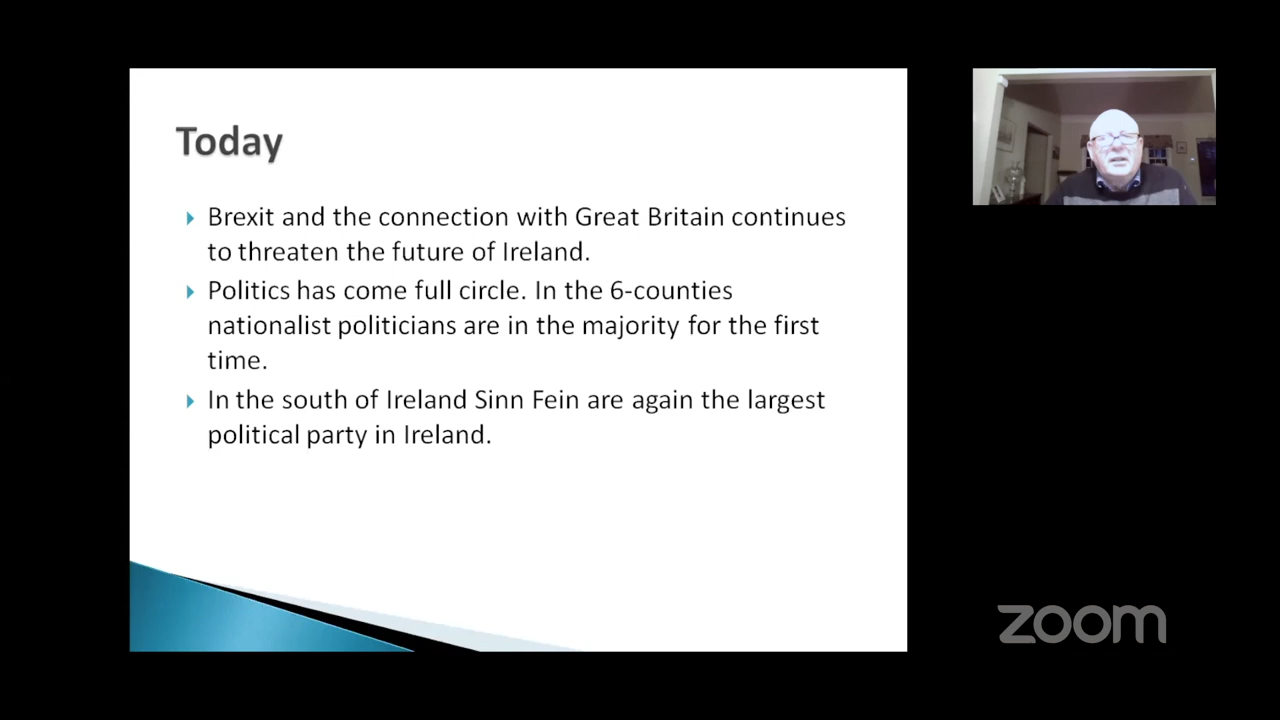 Today
Brexit and the connection with Great Britain continues
to threaten the future of Ireland.
Politics has come full circle. In the 6-counties
nationalist politicians are in the majority for the first
time.
In the south of Ireland Sinn Fein are again the largest
political party in Ireland.
zoom